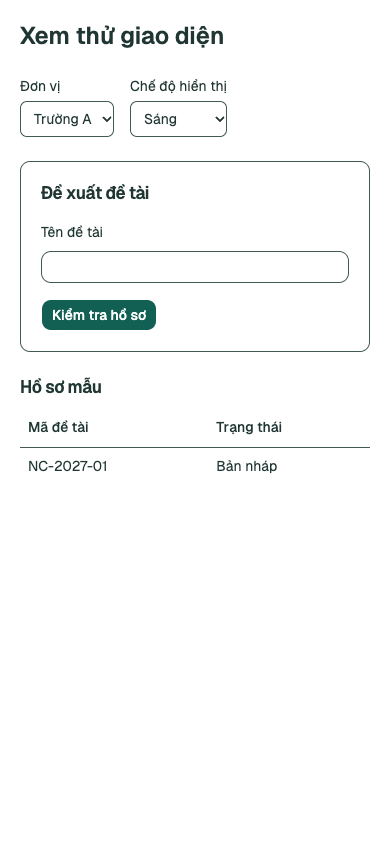 Xem thử giao diện
Đơn vị Chế độ hiển thị
Trường A Sáng
Đề xuất đề tài
Tên đề tài
Kiểm tra hồ sơ
Hồ sơ mẫu
Mã đề tài Trạng thái
NC-2027-01 Bản nháp